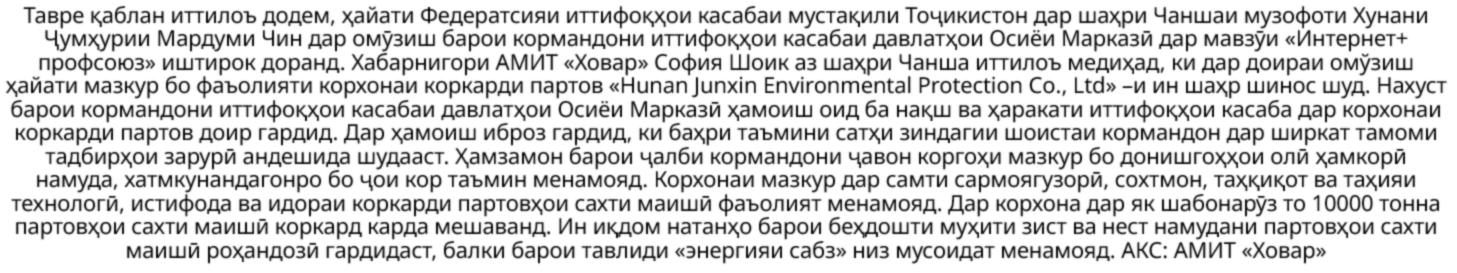 Тавре қаблан иттилоъ додем, ҳайати Федератсияи иттифоқҳои касабаи мустақили Тоҷикистон дар шаҳри Чаншаи музофоти Хунани
Ҷумҳурии Мардуми Чин дар омӯзиш барои кормандони иттифоқҳои касабаи давлатҳои Осиёи Марказӣ дар мавзӯи «Интернет+
профсоюз» иштирок доранд. Хабарнигори АМИТ «Ховар» София Шоик аз шаҳри Чанша иттилоъ медиҳад, ки дар доираи омӯзиш
ҳайати мазкур бо фаъолияти корхонаи коркарди партов «Hunan Junxin Environmental Protection Co., Ltd» –и ин шаҳр шинос шуд. Нахуст
барои кормандони иттифоқҳои касабаи давлатҳои Осиёи Марказӣ ҳамоиш оид ба нақш ва ҳаракати иттифоқҳои касаба дар корхонаи
коркарди партов доир гардид. Дар ҳамоиш иброз гардид, ки баҳри таъмини сатҳи зиндагии шоистаи кормандон дар ширкат тамоми
тадбирҳои зарурӣ андешида шудааст. Ҳамзамон барои ҷалби кормандони ҷавон коргоҳи мазкур бо донишгоҳҳои олӣ ҳамкорӣ
намуда, хатмкунандагонро бо ҷои кор таъмин менамояд. Корхонаи мазкур дар самти сармоягузорӣ, сохтмон, таҳқиқот ва таҳияи
технологӣ, истифода ва идораи коркарди партовҳои сахти маишӣ фаъолият менамояд. Дар корхона дар як шабонарӯз то 10000 тонна
партовҳои сахти маишӣ коркард карда мешаванд. Ин иқдом натанҳо барои беҳдошти муҳити зист ва нест намудани партовҳои сахти
маишӣ роҳандозӣ гардидаст, балки барои тавлиди «энергияи сабз» низ мусоидат менамояд. АКС: АМИТ «Ховар»